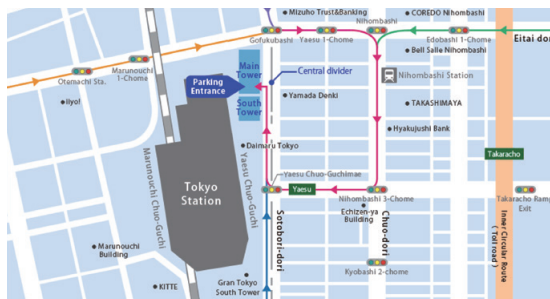 Mizuho Trust&Banking
Nihombashi
COREDO Nihombashi
Gofukubashi
Yaesu 1-Chome
Edobashi 1-Chome
Eitai dor
Bell Salle Nihombashi
Marunouchi
1-Chome
Otemachi Sta.
Main
Tower
Central divider
Nihombashi Station
Parking
Entrance
Iiyo!
Yamada Denki
TAKASHIMAYA
South
Tower
Hyakujushi Bank
Daimaru Tokyo
Takaracho
Marunouchi Chuo-Guchi
Yaesu Chuo-Guchi
Yaesu Chuo-Guchimae
Tokyo
Station
Yaesu
Nihombashi 3-Chome
Takaracho Ramp
Exit
Echizen-ya
Building
Sotobori-dori
Chuo-dori
Inner Circular Route
( Toll road )
Marunouchi
Building
Kyobashi 2-chome
KITTE
Gran Tokyo
South Tower